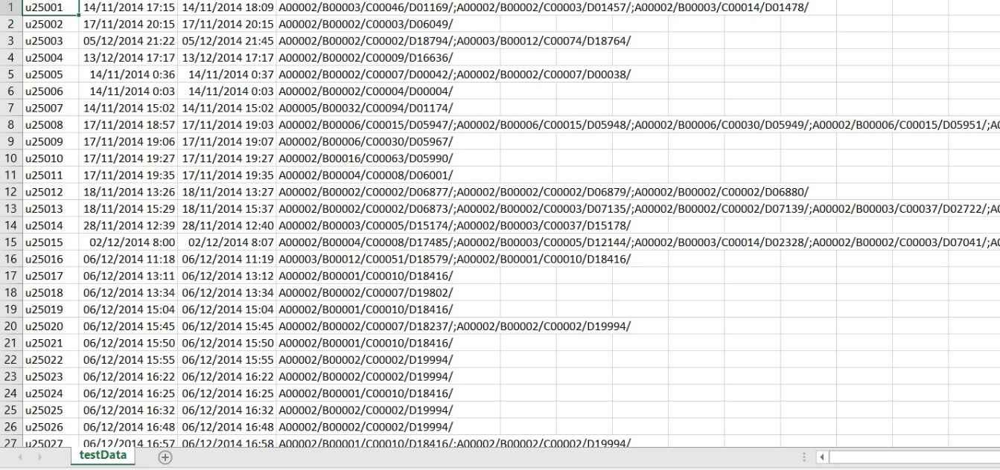 1 u25001 14/11/2014 17:15 14/11/2014 18:09 A00002/B00003/C00046/D01169/;A00002/B00002/C00003/D01457/;A00002/B00003/C00014/D01478/
2 u25002 17/11/2014 20:15 17/11/2014 20:15 A00002/B00002/C00003/D06049/
3 u25003 05/12/2014 21:22 05/12/2014 21:45 A00002/B00002/C00002/D18794/;A00003/B00012/C00074/D18764/
4 u25004 13/12/2014 17:17 13/12/2014 17:17 A00002/B00002/C00009/D16636/
5 u25005 14/11/2014 0:36 14/11/2014 0:37 A00002/B00002/C00007/D00042/;A00002/B00002/C00007/D00038/
6 u25006 14/11/2014 0:03 14/11/2014 0:03 A00002/B00002/C00004/D00004/
7 u25007 14/11/2014 15:02 14/11/2014 15:02 A00005/B00032/C00094/D01174/
8 u25008 17/11/2014 18:57 17/11/2014 19:03 A00002/B00006/C00015/D05947/;A00002/B00006/C00015/D05948/;A00002/B00006/C00030/D05949/;A00002/B00006/C00015/D05951/;A0
9 u25009 17/11/2014 19:06 17/11/2014 19:07 A00002/B00006/C00030/D05967/
10 u25010 17/11/2014 19:27 17/11/2014 19:27 A00002/B00016/C00063/D05990/
11 u25011 17/11/2014 19:35 17/11/2014 19:35 A00002/B00004/C00008/D06001/
12 u25012 18/11/2014 13:26 18/11/2014 13:27 A00002/B00002/C00002/D06877/;A00002/B00002/C00002/D06879/;A00002/B00002/C00002/D06880/
13 u25013 18/11/2014 15:29 18/11/2014 15:37 A00002/B00002/C00002/D06873/;A00002/B00002/C00003/D07135/;A00002/B00002/C00002/D07139/;A00002/B00003/C00037/D02722/;A0
14 u25014 28/11/2014 12:39 28/11/2014 12:40 A00002/B00003/C00005/D15174/;A00002/B00003/C00037/D15178/
15 u25015 02/12/2014 8:00 02/12/2014 8:07 A00002/B00004/C00008/D17485/;A00002/B00003/C00005/D12144/;A00002/B00003/C00014/D02328/;A00002/B00002/C00003/D07041/;A0
16 u25016 06/12/2014 11:18 06/12/2014 11:19 A00003/B00012/C00051/D18579/;A00002/B00001/C00010/D18416/
17 u25017 06/12/2014 13:11 06/12/2014 13:12 A00002/B00001/C00010/D18416/
18 u25018 06/12/2014 13:34 06/12/2014 13:34 A00002/B00002/C00007/D19802/
19 u25019 06/12/2014 15:04 06/12/2014 15:04 A00002/B00001/C00010/D18416/
20 u25020 06/12/2014 15:45 06/12/2014 15:45 A00002/B00002/C00007/D18237/;A00002/B00002/C00002/D19994/
21 u25021 06/12/2014 15:50 06/12/2014 15:50 A00002/B00001/C00010/D18416/
22 u25022 06/12/2014 15:55 06/12/2014 15:55 A00002/B00002/C00002/D19994/
23 u25023 06/12/2014 16:22 06/12/2014 16:22 A00002/B00002/C00002/D19994/
24 u25024 06/12/2014 16:25 06/12/2014 16:25 A00002/B00001/C00010/D18416/
25 u25025 06/12/2014 16:32 06/12/2014 16:32 A00002/B00002/C00002/D19994/
26 u25026 06/12/2014 16:48 06/12/2014 16:48 A00002/B00002/C00002/D19994/
27 u25027 06/12/2014 16:57 06/12/2014 16:58 A00002/B00001/C00010/D18416/;A00002/B00002/C00002/D19994/
testData